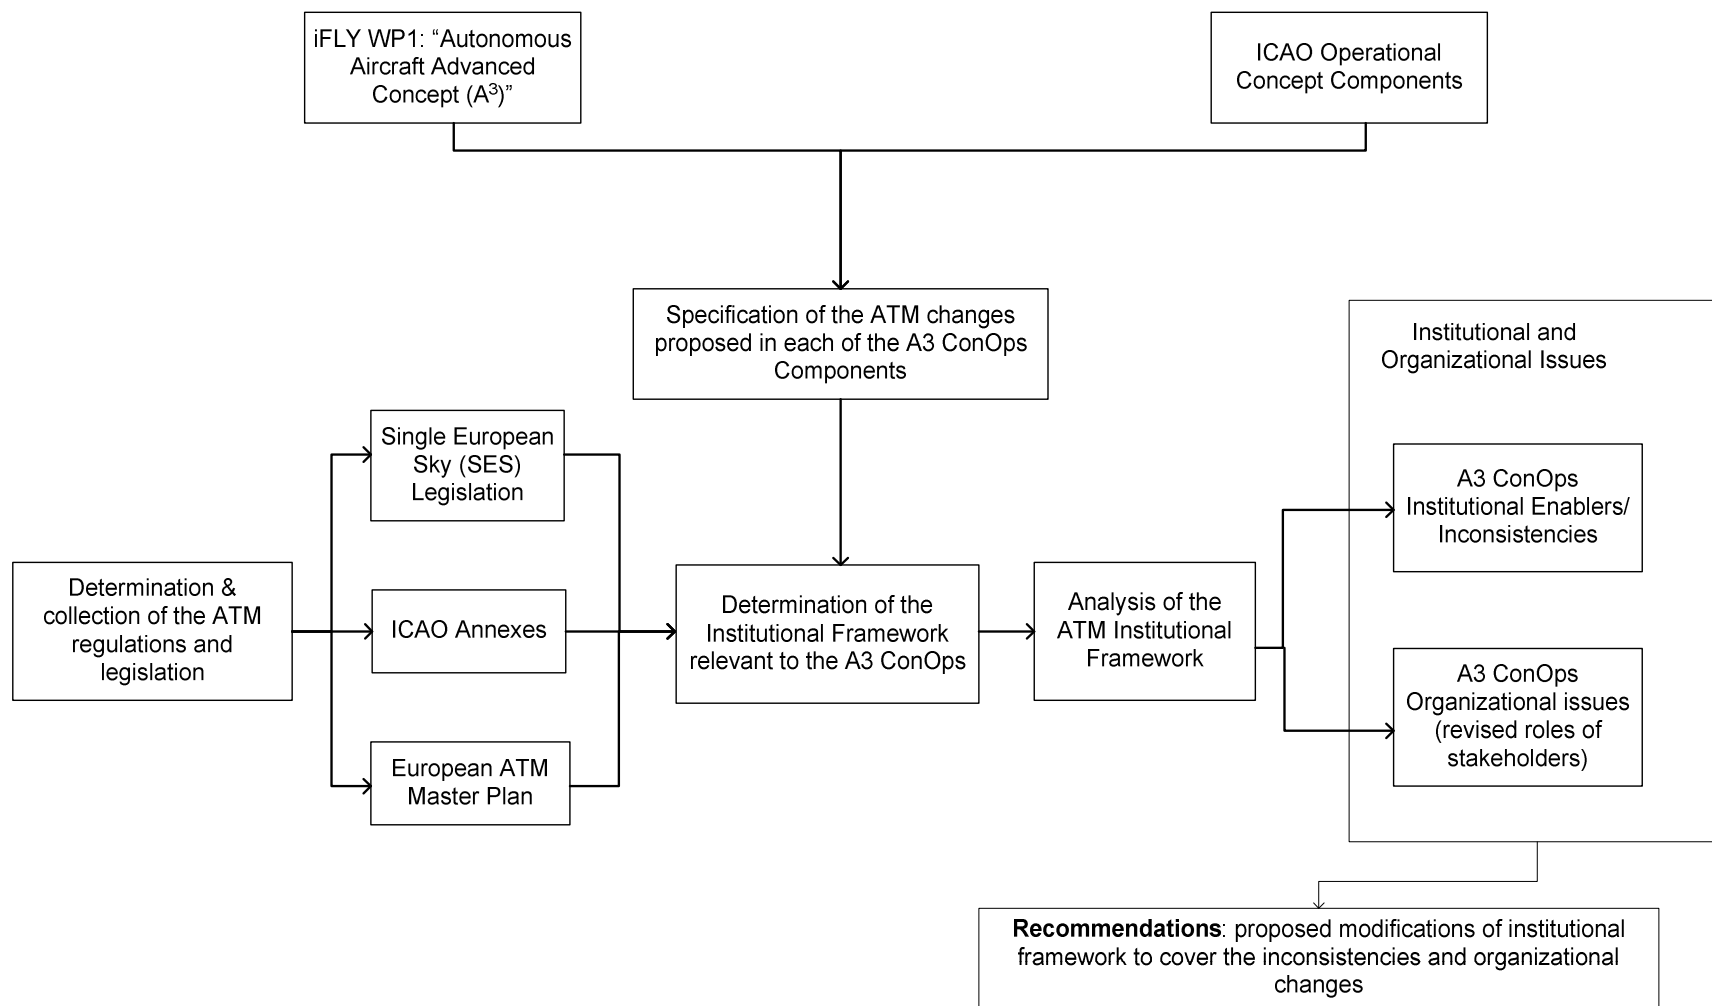 iFLY WP1: “Autonomous
Aircraft Advanced
Concept (A³)”
ICAO Operational
Concept Components
Specification of the ATM changes
proposed in each of the A3 ConOps
Components
Institutional and
Organizational Issues
Single European
Sky (SES)
Legislation
A3 ConOps
Institutional Enablers/
Inconsistencies
Determination &
collection of the ATM
regulations and
legislation
ICAO Annexes
Determination of the
Institutional Framework
relevant to the A3 ConOps
Analysis of the
ATM Institutional
Framework
A3 ConOps
Organizational issues
(revised roles of
stakeholders)
European ATM
Master Plan
Recommendations: proposed modifications of institutional
framework to cover the inconsistencies and organizational
changes